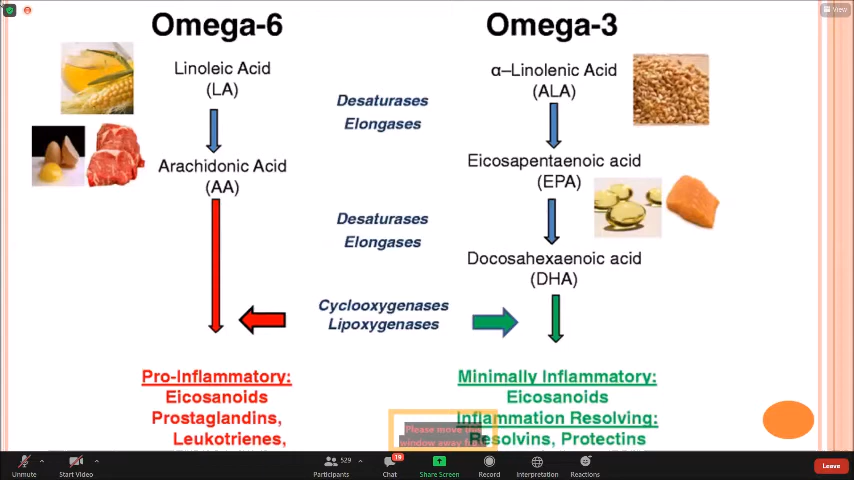 View
Omega-6
Omega-3
Linoleic Acid
(LA)
α–Linolenic Acid
(ALA)
Desaturases
Elongases
Arachidonic Acid
(AA)
Eicosapentaenoic acid
(EPA)
Desaturases
Elongases
Docosahexaenoic acid
(DHA)
Cyclooxygenases
Lipoxygenases
Pro-Inflammatory:
Eicosanoids
Prostaglandins,
Leukotrienes,
Minimally Inflammatory:
Eicosanoids
Inflammation Resolving:
Resolvins, Protectins
Please move this
window away
Unmute
Start Video
Participants
529
Chat
19
Share Screen
Record
Interpretation
Reactions
Leave